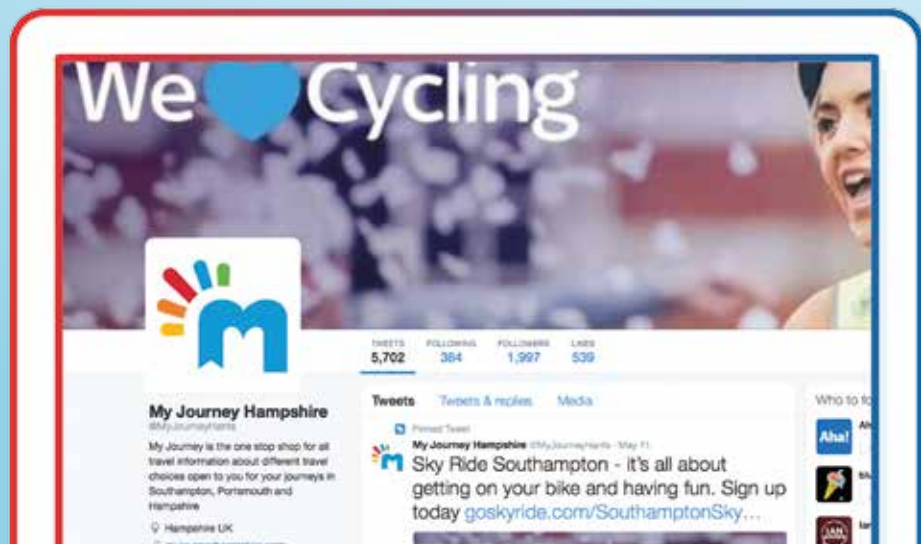 We Cycling
TWEETS FOLLOWING FOLLOWERS LIKES
5,702 384 1,997 539
My Journey Hampshire
@MyJourneyHants
My Journey is the one stop shop for all
travel information about different travel
choices open to you for your journeys in
Southampton, Portsmouth and
Hampshire
Hampshire UK
Tweets Tweets & replies Media
Pinned Tweet
My Journey Hampshire @MyJourneyHants · May 11
Sky Ride Southampton - it's all about
getting on your bike and having fun. Sign up
today goskyride.com/SouthamptonSky…
Who to fo
Aha!
IAN